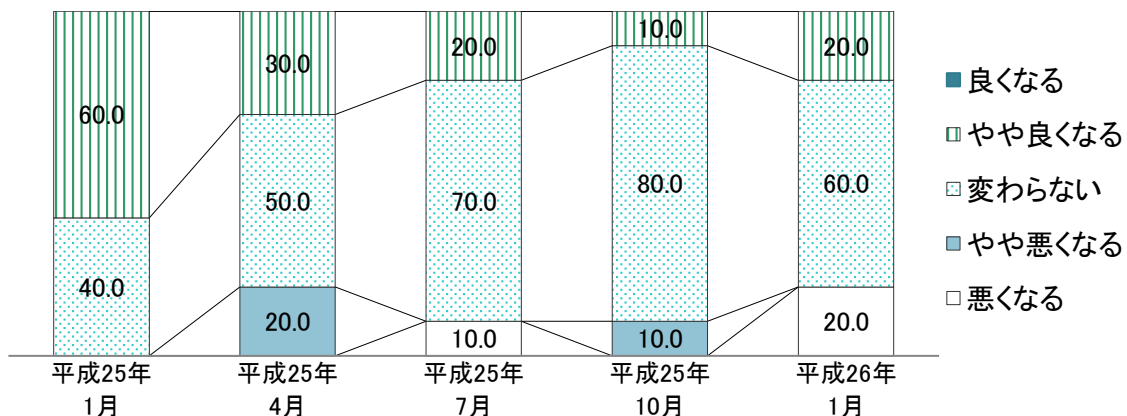 60.0
40.0
30.0
50.0
20.0
20.0
70.0
10.0
10.0
80.0
10.0
20.0
60.0
20.0
平成25年
1月
平成25年
4月
平成25年
7月
平成25年
10月
平成26年
1月
良くなる
やや良くなる
変わらない
やや悪くなる
悪くなる